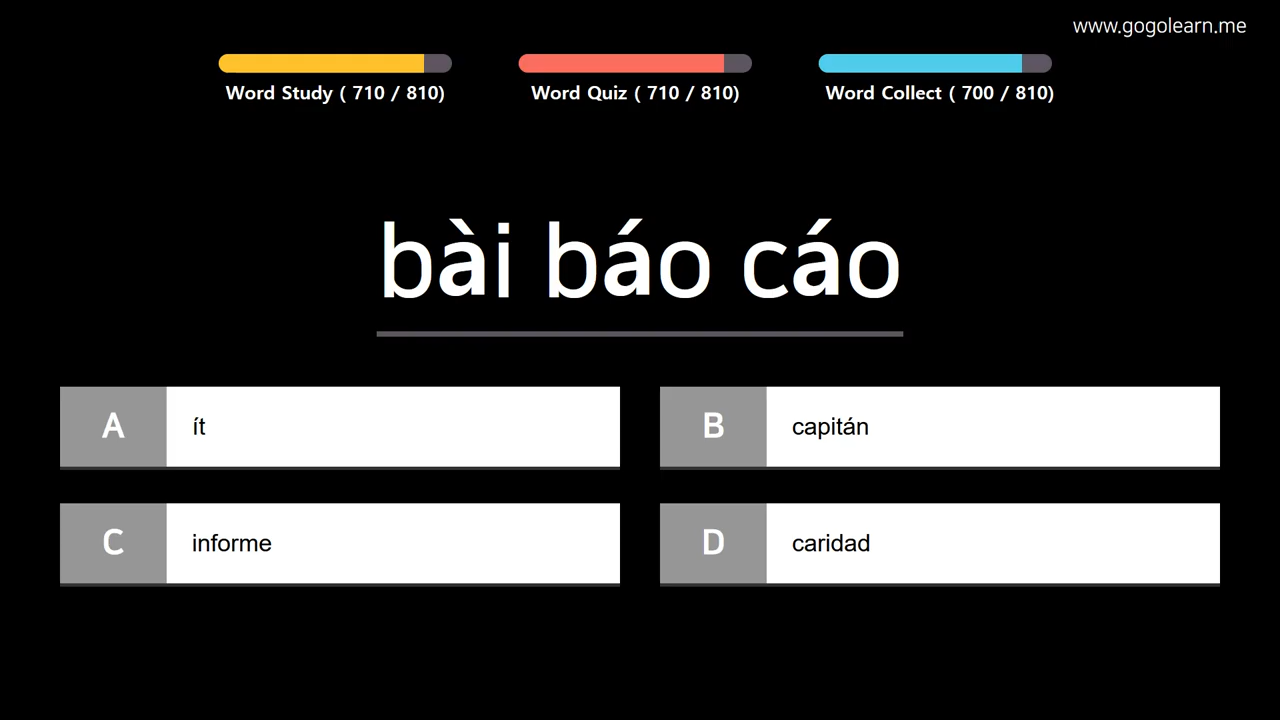 www.gogolearn.me
Word Study ( 710 / 810)
Word Quiz ( 710 / 810)
Word Collect ( 700 / 810)
bài báo cáo
A
ít
B
capitán
C
informe
D
caridad